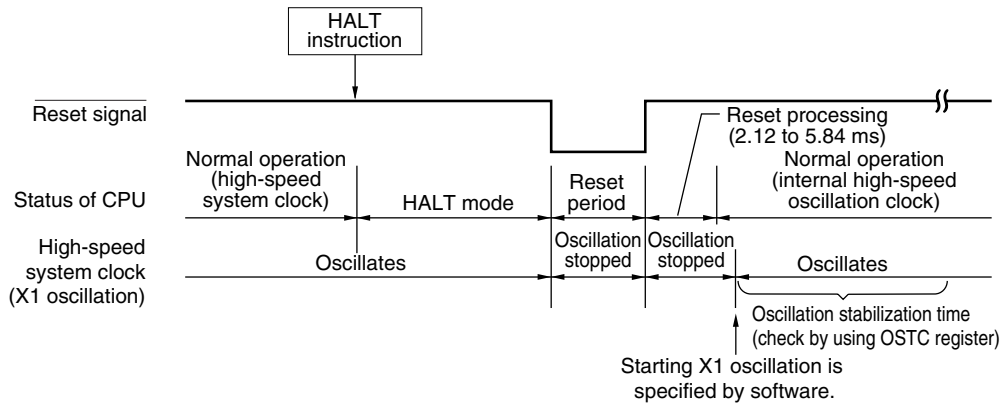 HALT
instruction
Reset signal
Reset processing
(2.12 to 5.84 ms)
Normal operation
(high-speed
system clock)
Status of CPU
HALT mode
Reset
period
Normal operation
(internal high-speed
oscillation clock)
High-speed
system clock
(X1 oscillation)
Oscillates
Oscillation
stopped
Oscillation
stopped
Oscillates
Oscillation stabilization time
(check by using OSTC register)
Starting X1 oscillation is
specified by software.